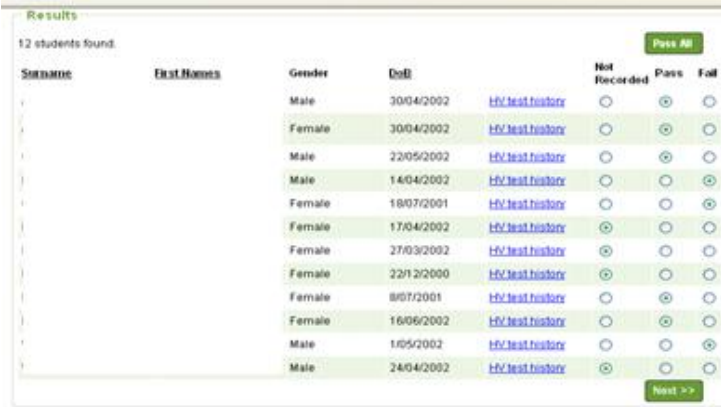 Results
12 students found.
Pass All
Surname First Names Gender DoB Not Recorded Pass Fail
Male 30/04/2002 HV test history
Female 30/04/2002 HV test history
Male 22/05/2002 HV test history
Male 14/04/2002 HV test history
Female 18/07/2001 HV test history
Female 17/04/2002 HV test history
Female 27/03/2002 HV test history
Female 22/12/2000 HV test history
Female 8/07/2001 HV test history
Female 16/06/2002 HV test history
Male 1/05/2002 HV test history
Male 24/04/2002 HV test history
Next >>